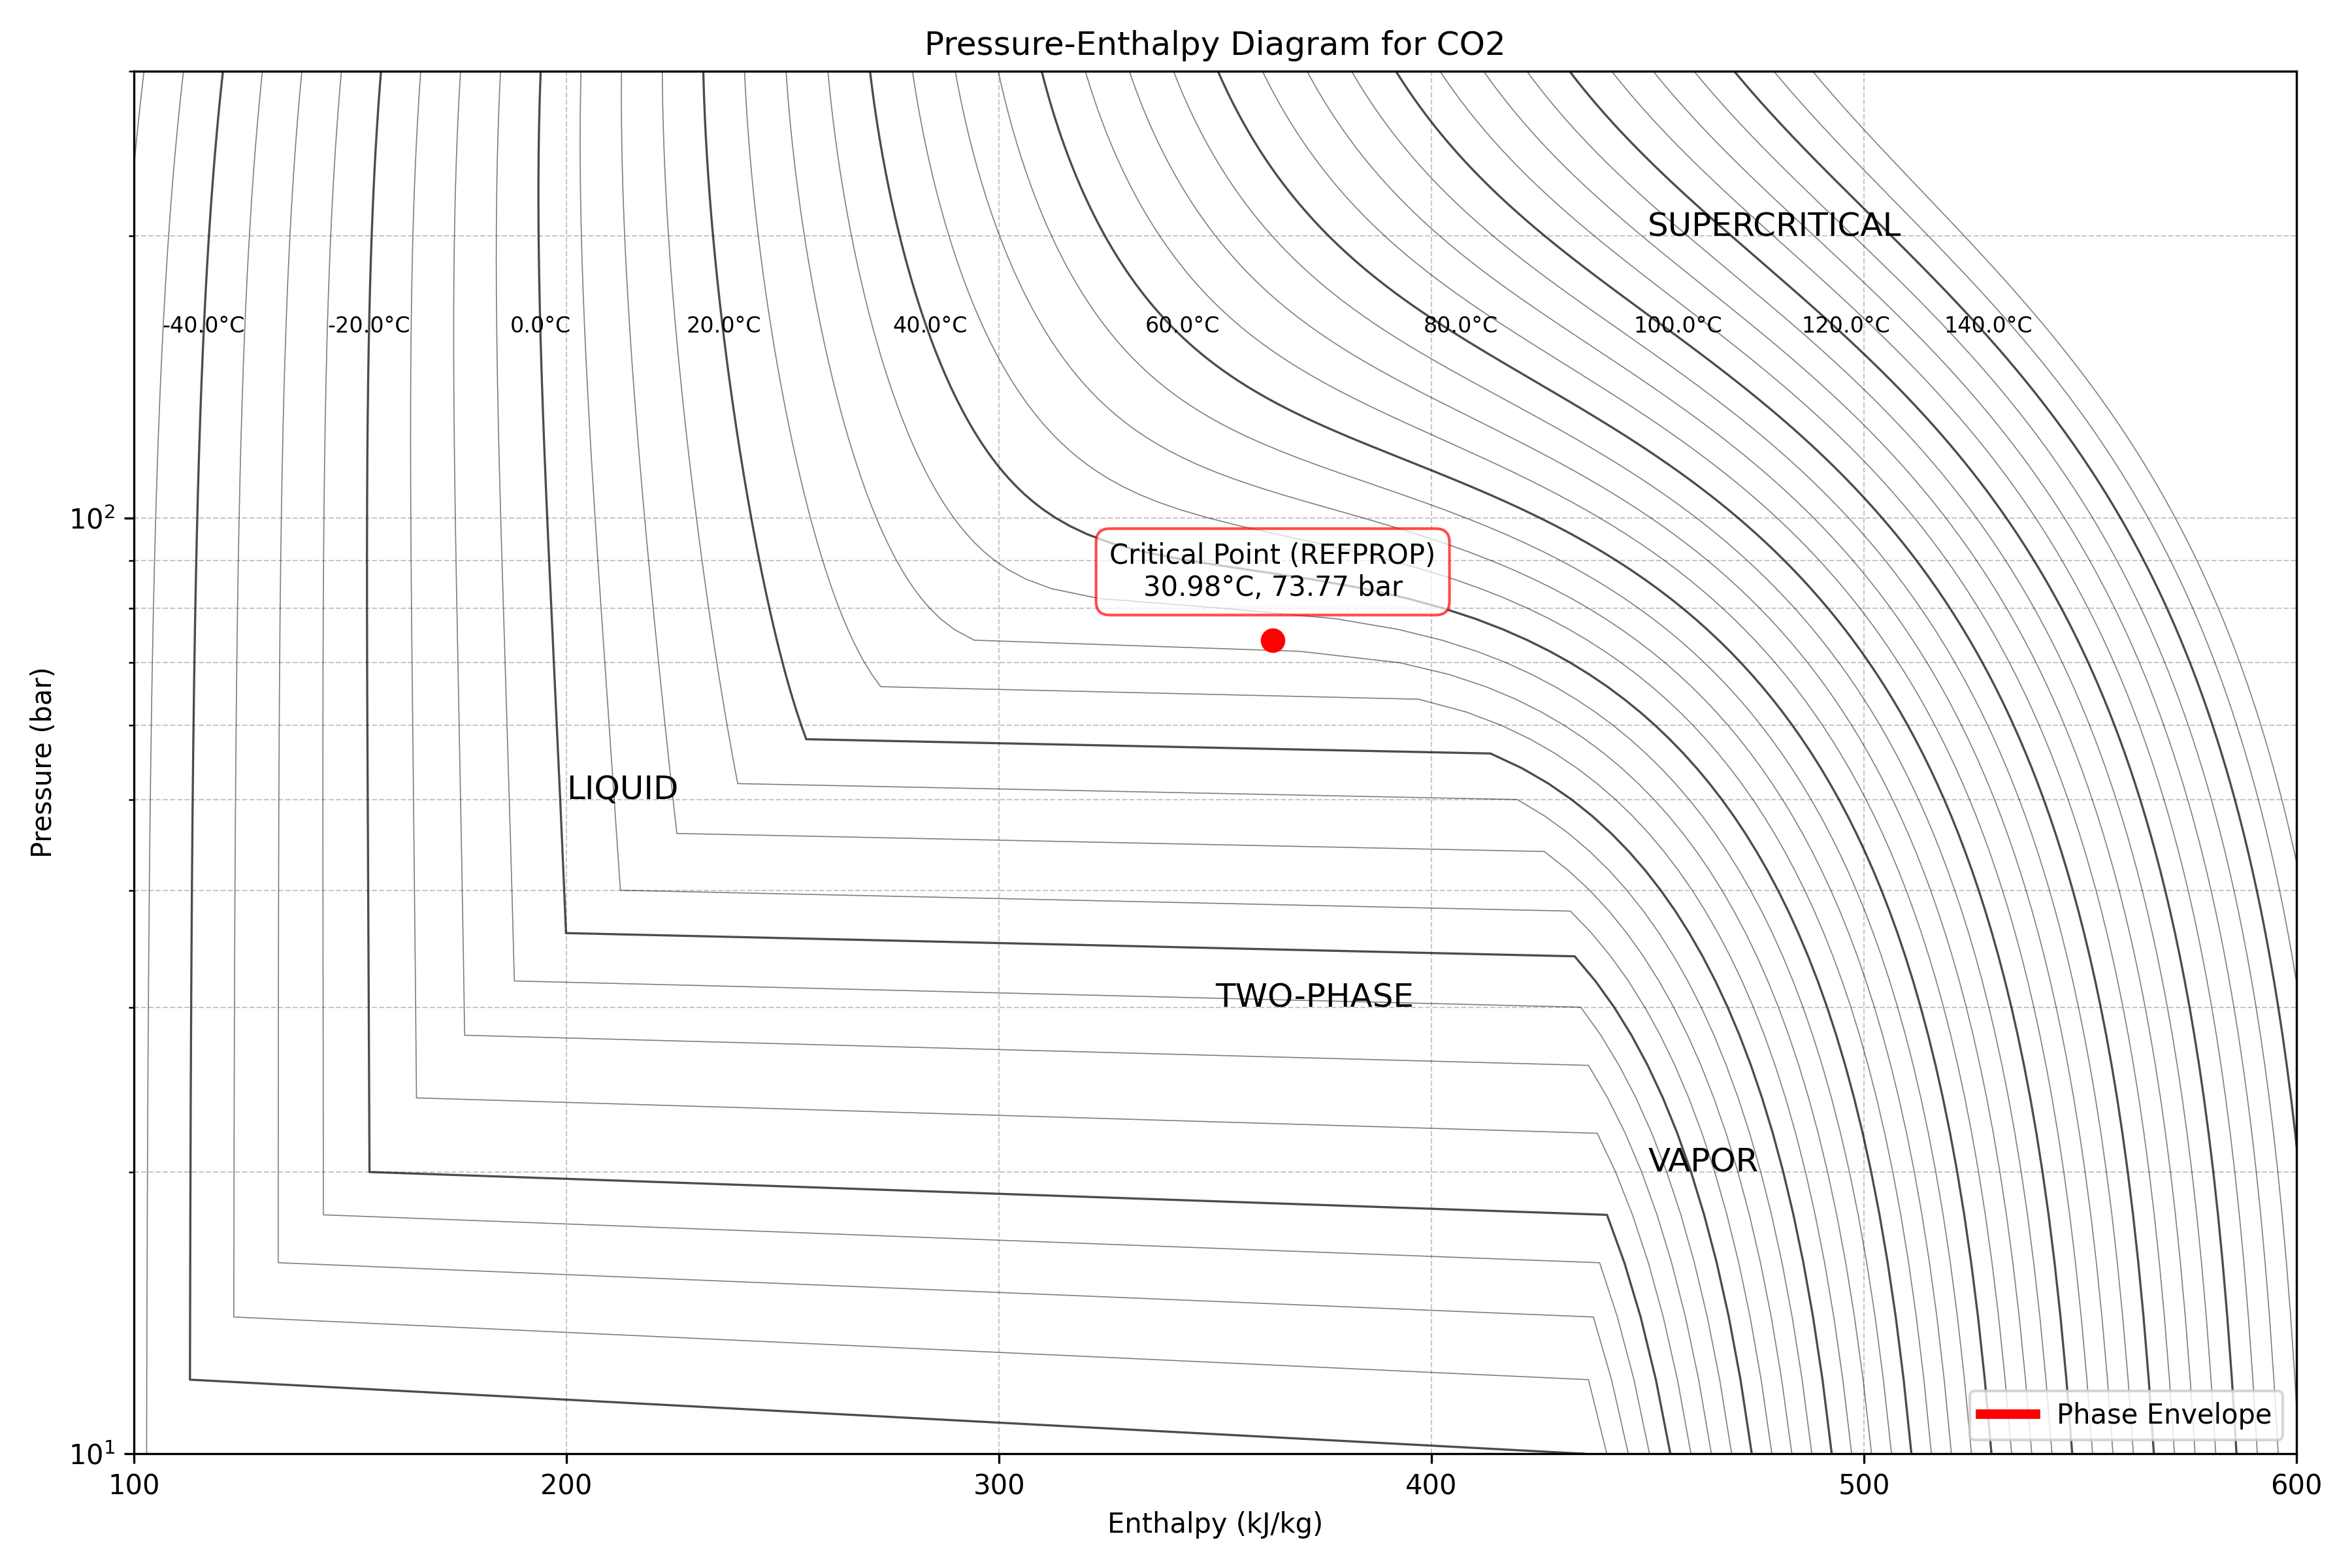 Pressure-Enthalpy Diagram for CO2
SUPERCRITICAL
-40.0°C -20.0°C 0.0°C 20.0°C 40.0°C 60.0°C 80.0°C 100.0°C 120.0°C 140.0°C
10²
Critical Point (REFPROP)
30.98°C, 73.77 bar
Pressure (bar)
LIQUID
TWO-PHASE
VAPOR
Phase Envelope
10¹
100 200 300 400 500 600
Enthalpy (kJ/kg)